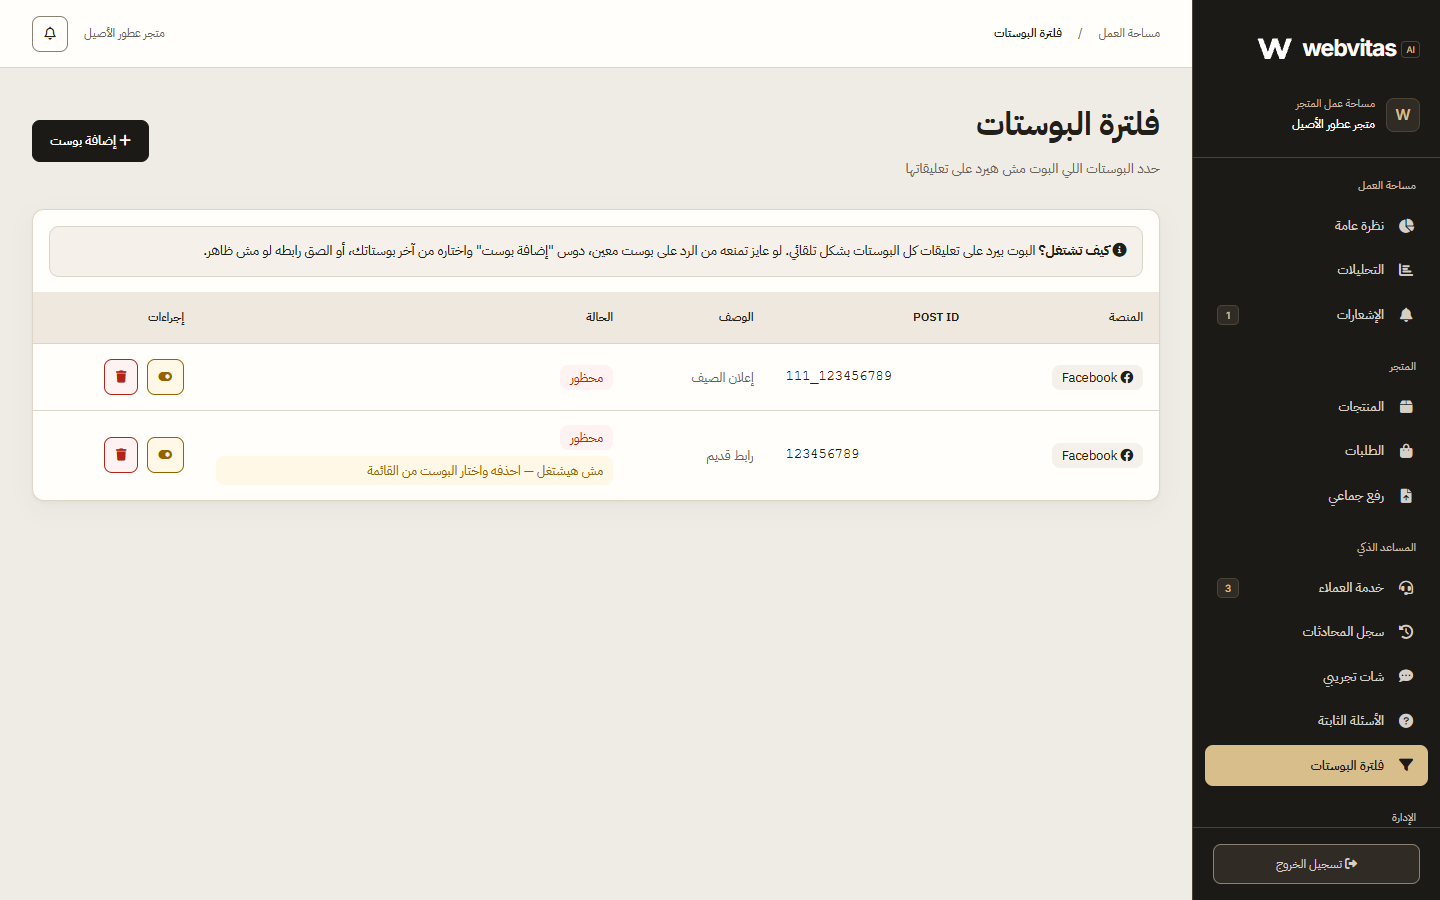 webvitas AI
W
مساحة عمل المتجر
متجر عطور الأصيل
مساحة العمل
نظرة عامة
التحليلات
الإشعارات 1
المتجر
المنتجات
الطلبات
رفع جماعي
المساعد الذكي
خدمة العملاء 3
سجل المحادثات
شات تجريبي
الأسئلة الثابتة
فلترة البوستات
الإدارة
تسجيل الخروج
مساحة العمل / فلترة البوستات
متجر عطور الأصيل
فلترة البوستات
حدد البوستات اللي البوت مش هيرد على تعليقاتها
إضافة بوست
كيف تشتغل؟ البوت بيرد على تعليقات كل البوستات بشكل تلقائي. لو عايز تمنعه من الرد على بوست معين، دوس "إضافة بوست" واختاره من آخر بوستاتك، أو الصق رابطه لو مش ظاهر.
المنصة POST ID الوصف الحالة إجراءات
Facebook 111_123456789 إعلان الصيف محظور
Facebook 123456789 رابط قديم محظور
مش هيشتغل — احذفه واختار البوست من القائمة